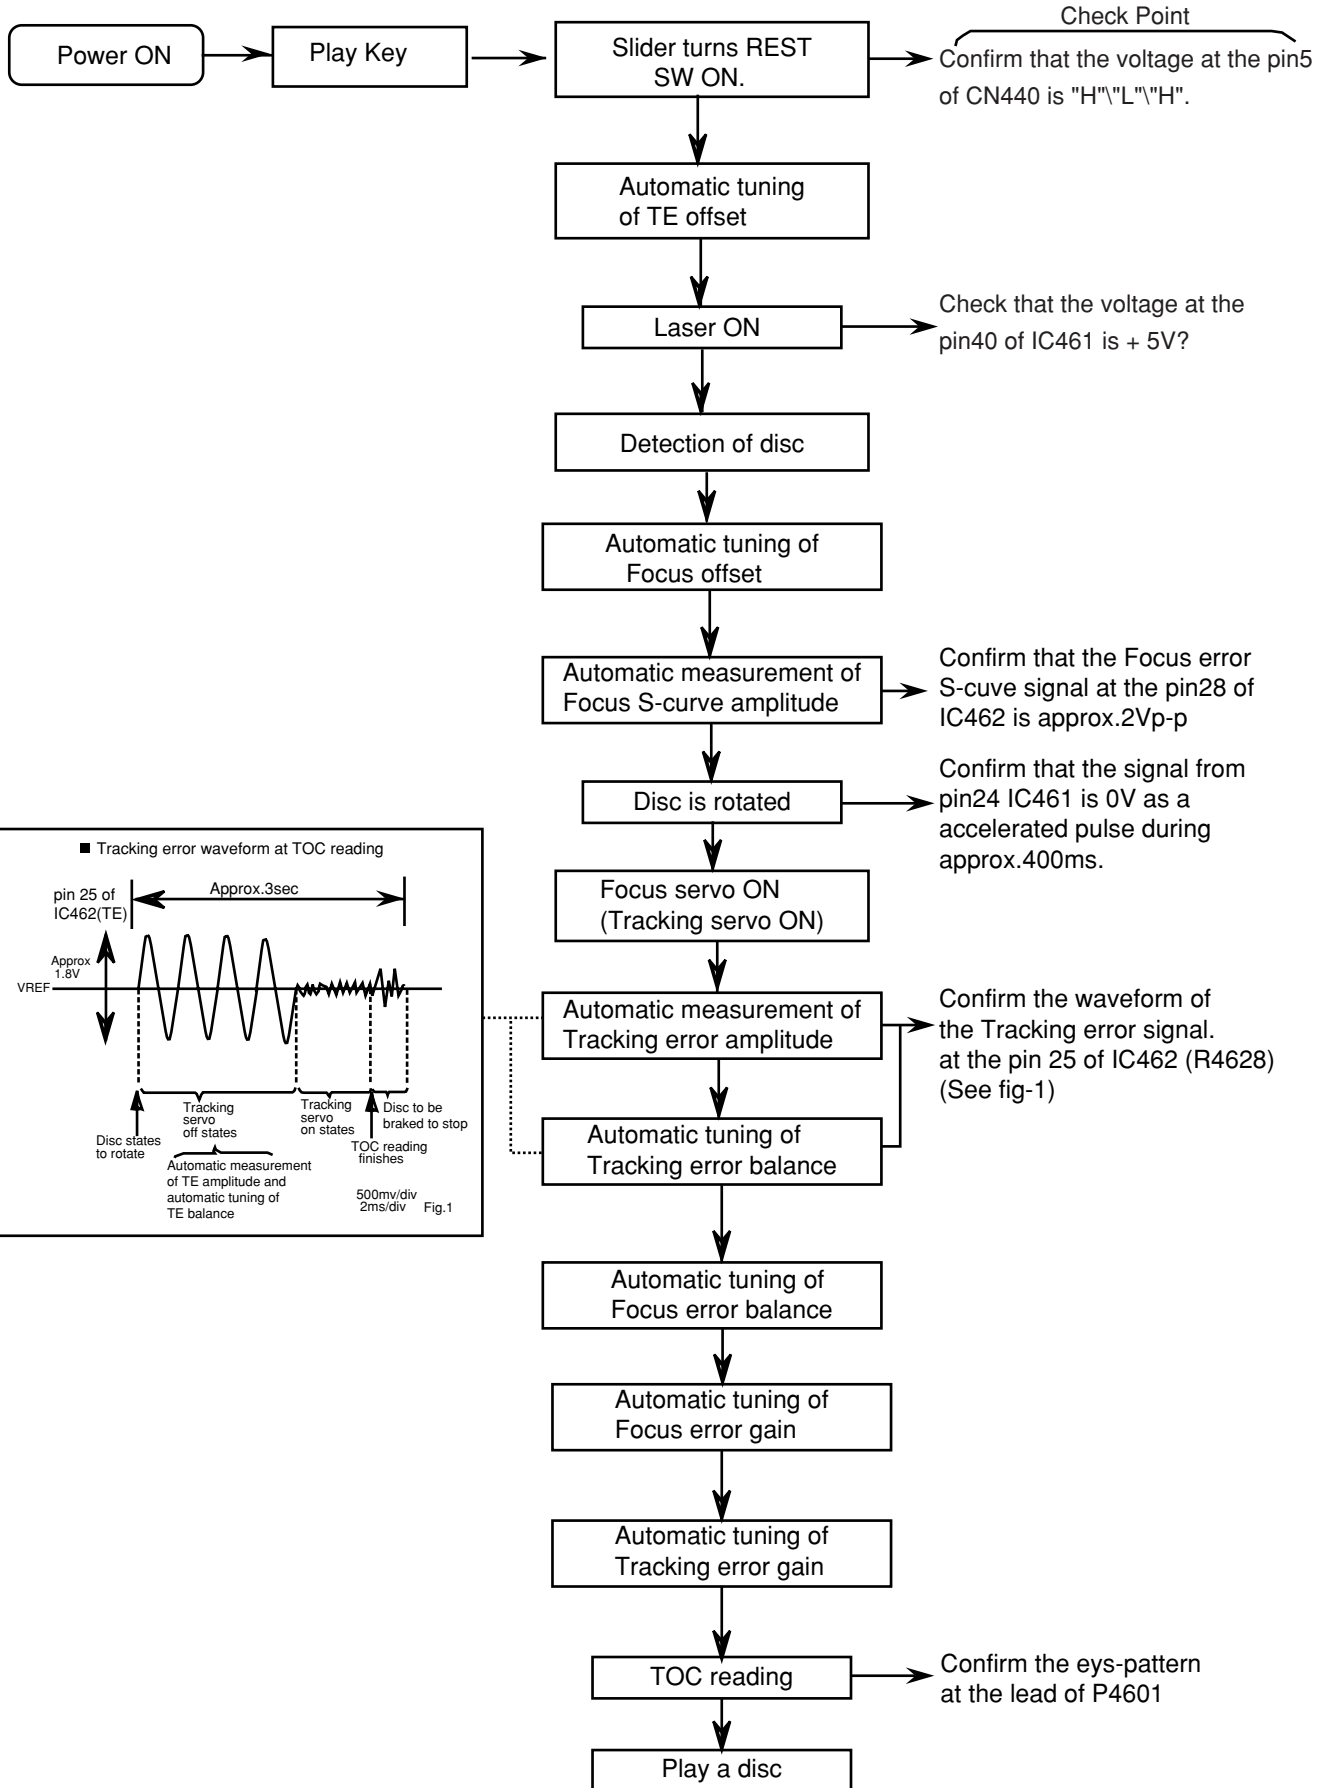 Check Point
Power ON
Play Key
Slider turns REST
SW ON.
Confirm that the voltage at the pin5
of CN440 is "H"\"L"\"H".
Automatic tuning
of TE offset
Laser ON
Check that the voltage at the
pin40 of IC461 is + 5V?
Detection of disc
Automatic tuning of
Focus offset
Automatic measurement of
Focus S-curve amplitude
Confirm that the Focus error
S-cuve signal at the pin28 of
IC462 is approx.2Vp-p
Disc is rotated
Confirm that the signal from
pin24 IC461 is 0V as a
accelerated pulse during
approx.400ms.
Focus servo ON
(Tracking servo ON)
■ Tracking error waveform at TOC reading
pin 25 of
IC462(TE)
Approx.3sec
Approx
1.8V
VREF
Disc states
to rotate
Tracking
servo
off states
Tracking
servo
on states
Disc to be
braked to stop
TOC reading
finishes
Automatic measurement
of TE amplitude and
automatic tuning of
TE balance
500mv/div
2ms/div
Fig.1
Automatic measurement of
Tracking error amplitude
Confirm the waveform of
the Tracking error signal.
at the pin 25 of IC462 (R4628)
(See fig-1)
Automatic tuning of
Tracking error balance
Automatic tuning of
Focus error balance
Automatic tuning of
Focus error gain
Automatic tuning of
Tracking error gain
TOC reading
Confirm the eys-pattern
at the lead of P4601
Play a disc